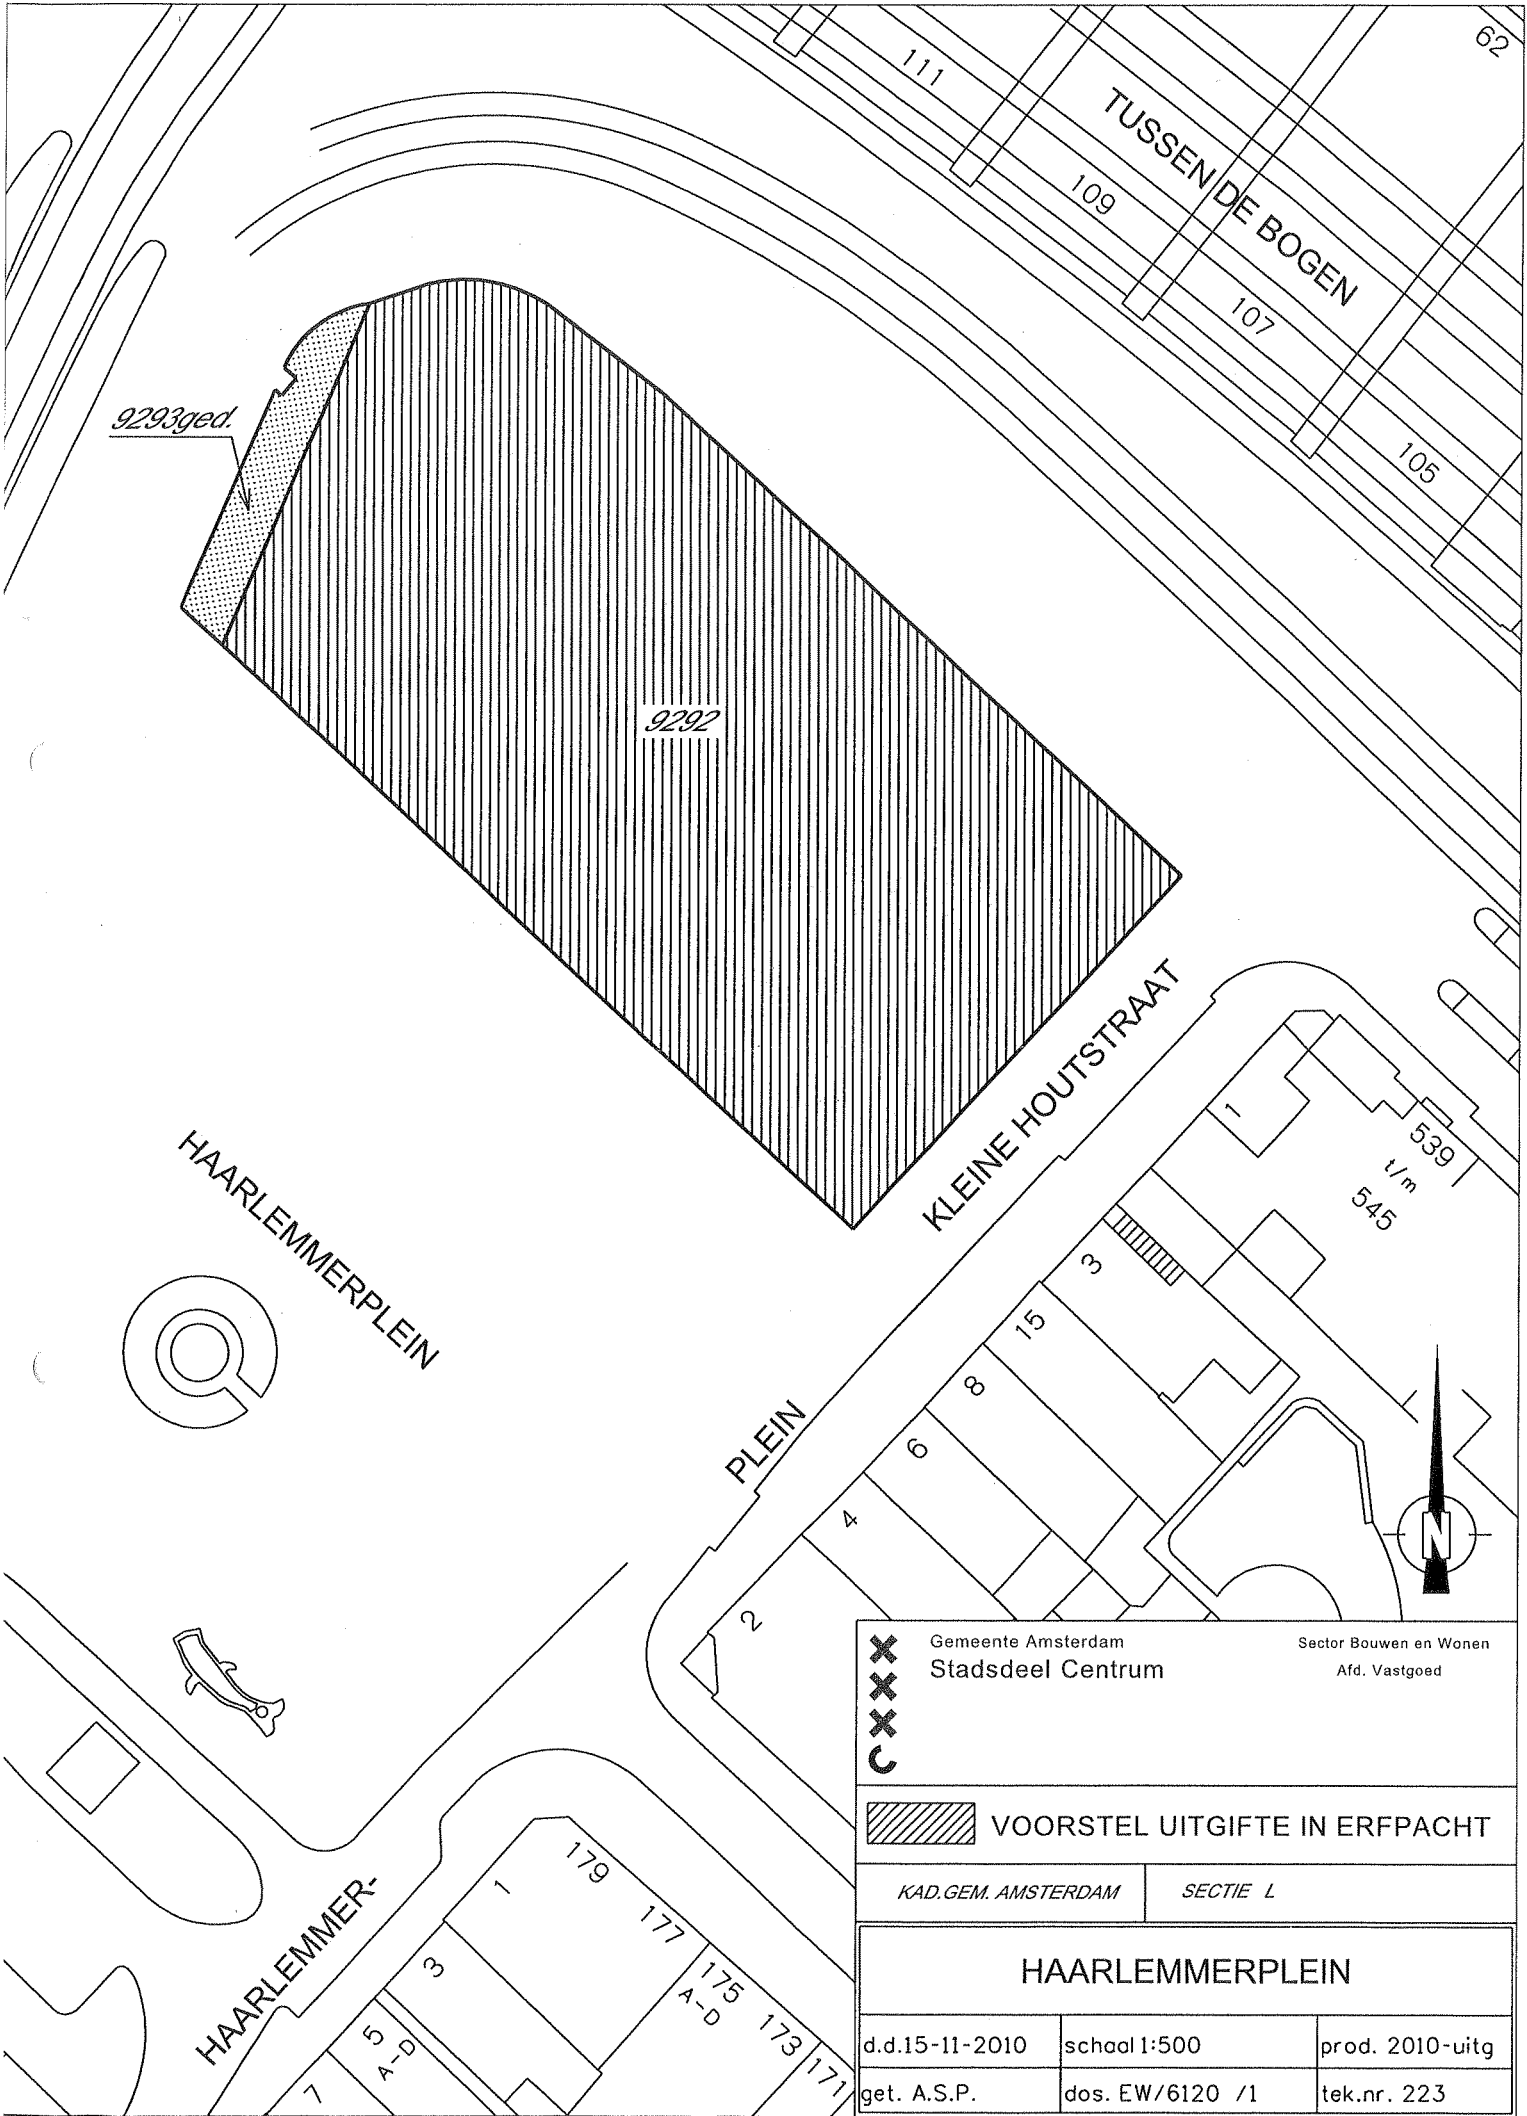 62
111
TUSSEN DE BOGEN
109
107
105
9293ged.
9292
KLEINE HOUTSTRAAT
1
539
t/m
545
HAARLEMMERPLEIN
3
15
8
PLEIN
6
4
2
N
Gemeente Amsterdam
Stadsdeel Centrum
Sector Bouwen en Wonen
Afd. Vastgoed
VOORSTEL UITGIFTE IN ERFPACHT
KAD.GEM. AMSTERDAM
SECTIE L
HAARLEMMERPLEIN
d.d.15-11-2010
schaal 1:500
prod. 2010-uitg
get. A.S.P.
dos. EW/6120 /1
tek.nr. 223
HAARLEMMER-
1
179
177
3
175
A-D
173
171
5
A-D
7